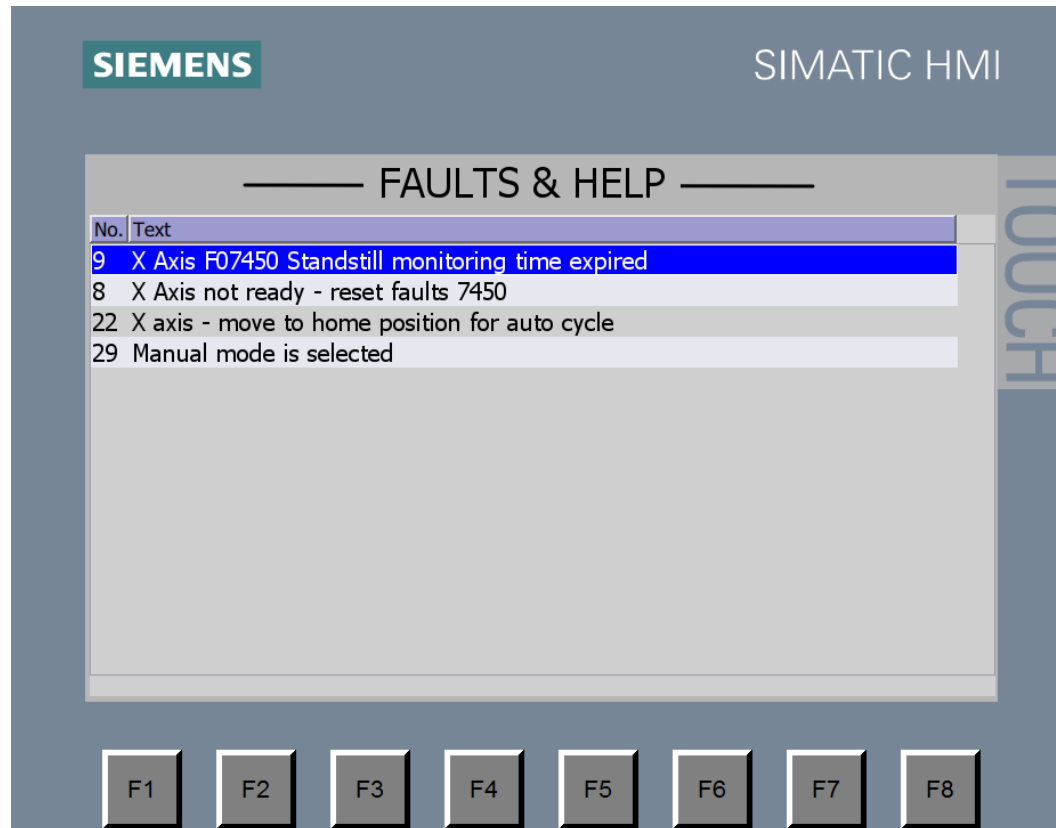 SIEMENS
SIMATIC HMI
TOUCH
FAULTS & HELP
No. Text
9 X Axis F07450 Standstill monitoring time expired
8 X Axis not ready - reset faults 7450
22 X axis - move to home position for auto cycle
29 Manual mode is selected
F1 F2 F3 F4 F5 F6 F7 F8